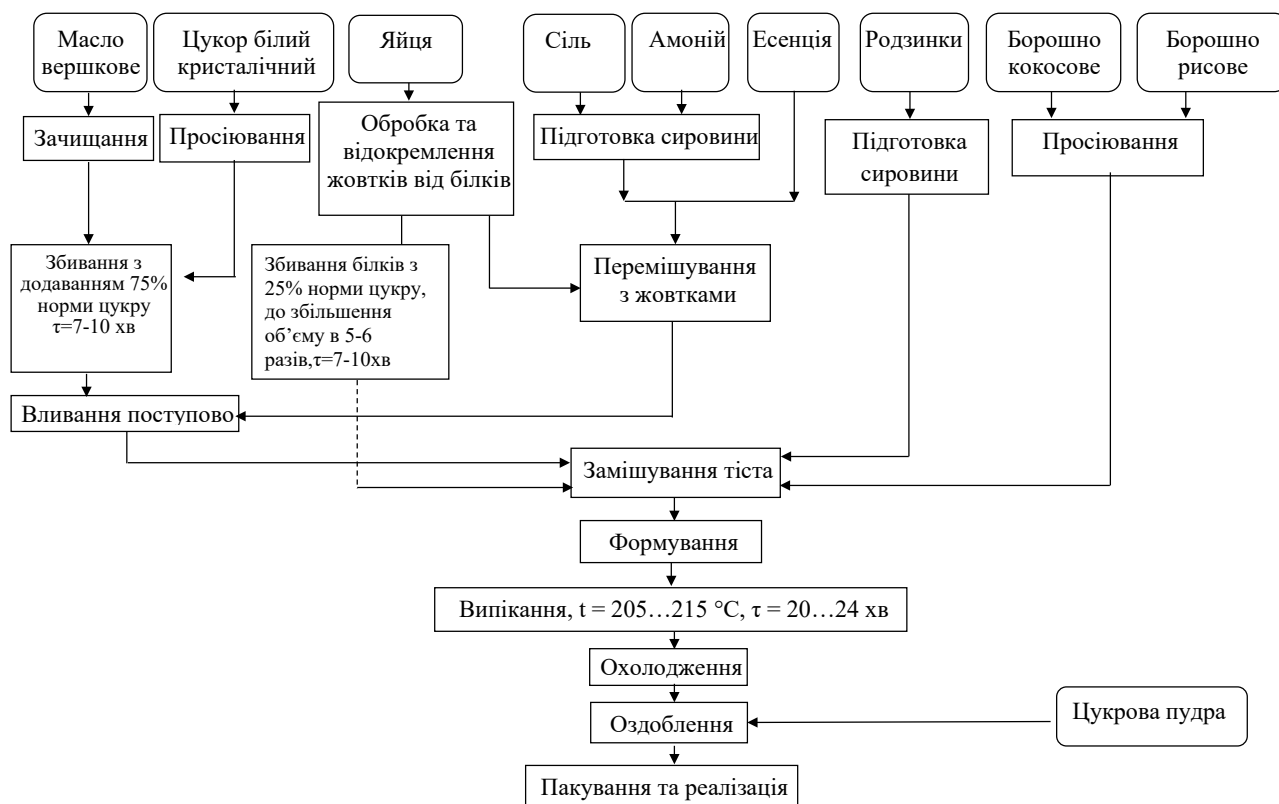 Масло
вершкове
Цукор білий
кристалічний
Яйця
Сіль
Амоній
Есенція
Родзинки
Борошно
кокосове
Борошно
рисове
Зачищання
Просіювання
Обробка та
відокремлення
жовтків від білків
Підготовка сировини
Підготовка
сировини
Просіювання
Збивання з
додаванням 75%
норми цукру
τ=7-10 хв
Збивання білків з
25% норми цукру,
до збільшення
об’єму в 5-6
разів,τ=7-10хв
Перемішування
з жовтками
Вливання поступово
Замішування тіста
Формування
Випікання, t = 205…215 °С, τ = 20…24 хв
Охолодження
Оздоблення
Цукрова пудра
Пакування та реалізація